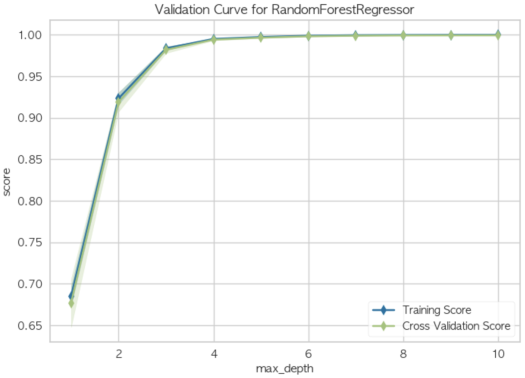 Validation Curve for RandomForestRegressor
1.00
0.95
0.90
0.85
0.80
0.75
0.70
0.65
score
2
4
6
8
10
max_depth
Training Score
Cross Validation Score